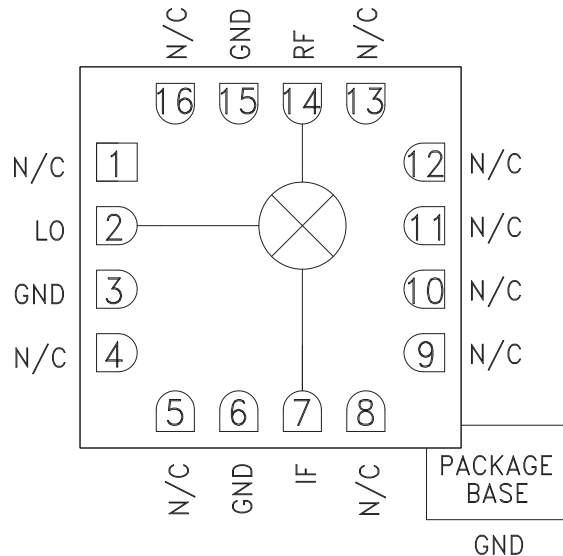 N/C
GND
RF
N/C
16
15
14
13
N/C
1
12
N/C
LO
2
11
N/C
GND
3
10
N/C
N/C
4
9
N/C
5
6
7
8
N/C
GND
IF
N/C
PACKAGE
BASE
GND